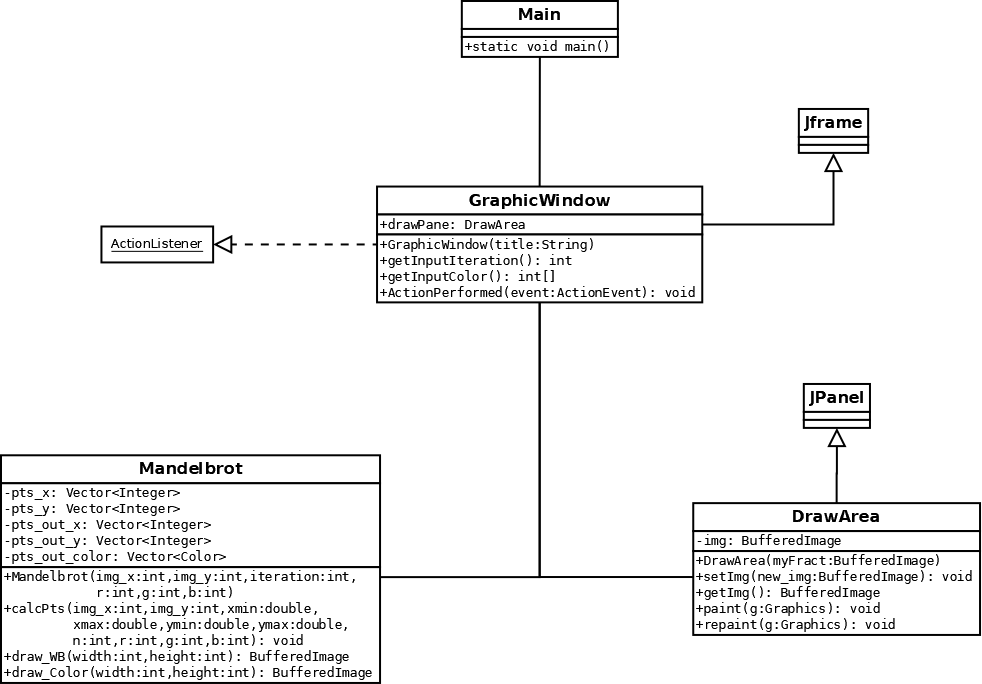 Main
+static void main()
Jframe
GraphicWindow
+drawPane: DrawArea
+GraphicWindow(title:String)
+getInputIteration(): int
+getInputColor(): int[]
+ActionPerformed(event:ActionEvent): void
ActionListener
JPanel
Mandelbrot
-pts_x: Vector<Integer>
-pts_y: Vector<Integer>
-pts_out_x: Vector<Integer>
-pts_out_y: Vector<Integer>
-pts_out_color: Vector<Color>
+Mandelbrot(img_x:int,img_y:int,iteration:int,
r:int,g:int,b:int)
+calcPts(img_x:int,img_y:int,xmin:double,
xmax:double,ymin:double,ymax:double,
n:int,r:int,g:int,b:int): void
+draw_WB(width:int,height:int): BufferedImage
+draw_Color(width:int,height:int): BufferedImage
DrawArea
-img: BufferedImage
+DrawArea(myFract:BufferedImage)
+setImg(new_img:BufferedImage): void
+getImg(): BufferedImage
+paint(g:Graphics): void
+repaint(g:Graphics): void